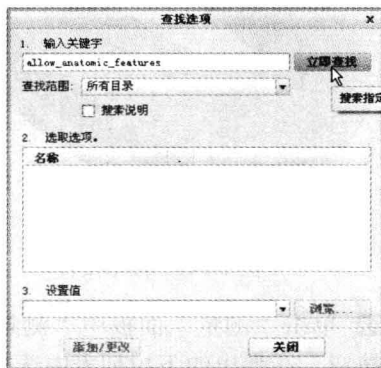 查找选项
1. 输入关键字
allow_anatomic_features
立即查找
查找范围: 所有目录
搜索指定
搜索说明
2. 选取选项。
名称
3. 设置值
浏览...
添加/更改
关闭